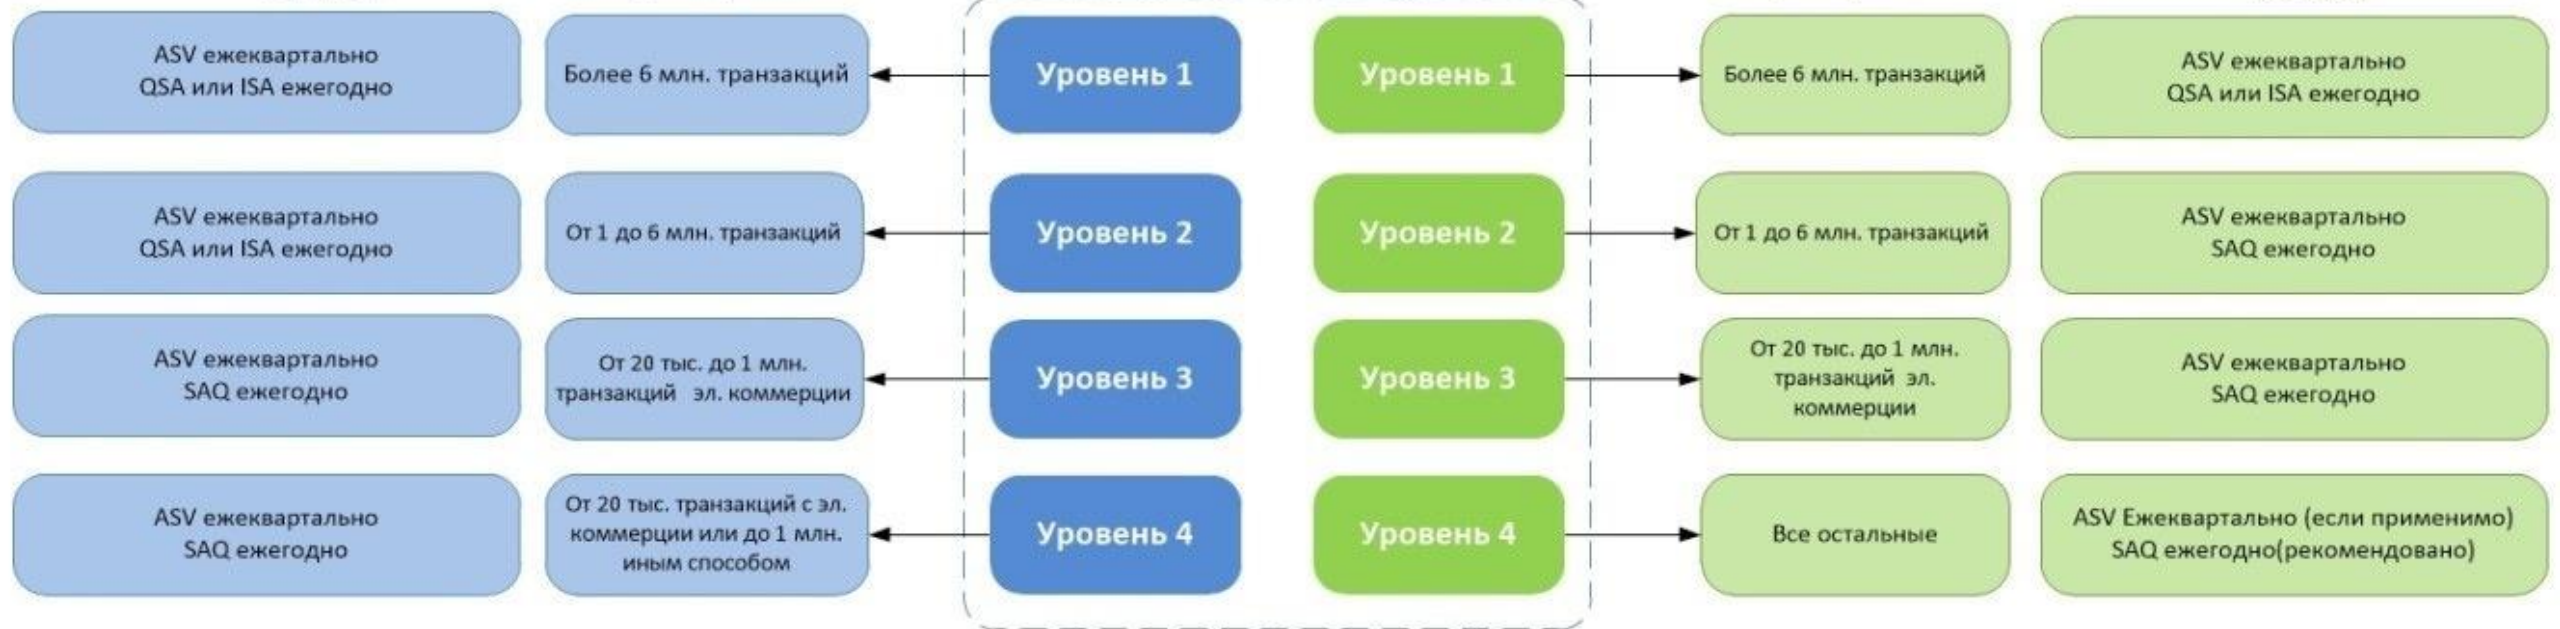 ASV ежеквартально
QSA или ISA ежегодно
Более 6 млн. транзакций
Уровень 1
Уровень 1
Более 6 млн. транзакций
ASV ежеквартально
QSA или ISA ежегодно
ASV ежеквартально
QSA или ISA ежегодно
От 1 до 6 млн. транзакций
Уровень 2
Уровень 2
От 1 до 6 млн. транзакций
ASV ежеквартально
SAQ ежегодно
ASV ежеквартально
SAQ ежегодно
От 20 тыс. до 1 млн.
транзакций эл. коммерции
Уровень 3
Уровень 3
От 20 тыс. до 1 млн.
транзакций эл.
коммерции
ASV ежеквартально
SAQ ежегодно
ASV ежеквартально
SAQ ежегодно
От 20 тыс. транзакций с эл.
коммерции или до 1 млн.
иным способом
Уровень 4
Уровень 4
Все остальные
ASV Ежеквартально (если применимо)
SAQ ежегодно(рекомендовано)